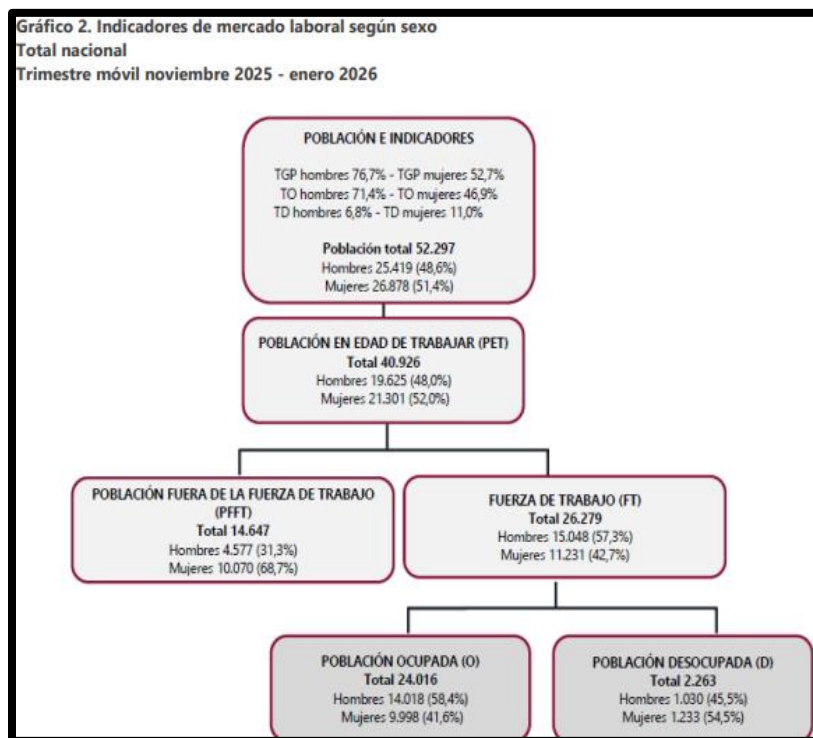 Gráfico 2. Indicadores de mercado laboral según sexo
Total nacional
Trimestre móvil noviembre 2025 - enero 2026
POBLACIÓN E INDICADORES
TGP hombres 76,7% - TGP mujeres 52,7%
TO hombres 71,4% - TO mujeres 46,9%
TD hombres 6,8% - TD mujeres 11,0%
Población total 52.297
Hombres 25.419 (48,6%)
Mujeres 26.878 (51,4%)
POBLACIÓN EN EDAD DE TRABAJAR (PET)
Total 40.926
Hombres 19.625 (48,0%)
Mujeres 21.301 (52,0%)
POBLACIÓN FUERA DE LA FUERZA DE TRABAJO
(PFFT)
Total 14.647
Hombres 4.577 (31,3%)
Mujeres 10.070 (68,7%)
FUERZA DE TRABAJO (FT)
Total 26.279
Hombres 15.048 (57,3%)
Mujeres 11.231 (42,7%)
POBLACIÓN OCUPADA (O)
Total 24.016
Hombres 14.018 (58,4%)
Mujeres 9.998 (41,6%)
POBLACIÓN DESOCUPADA (D)
Total 2.263
Hombres 1.030 (45,5%)
Mujeres 1.233 (54,5%)